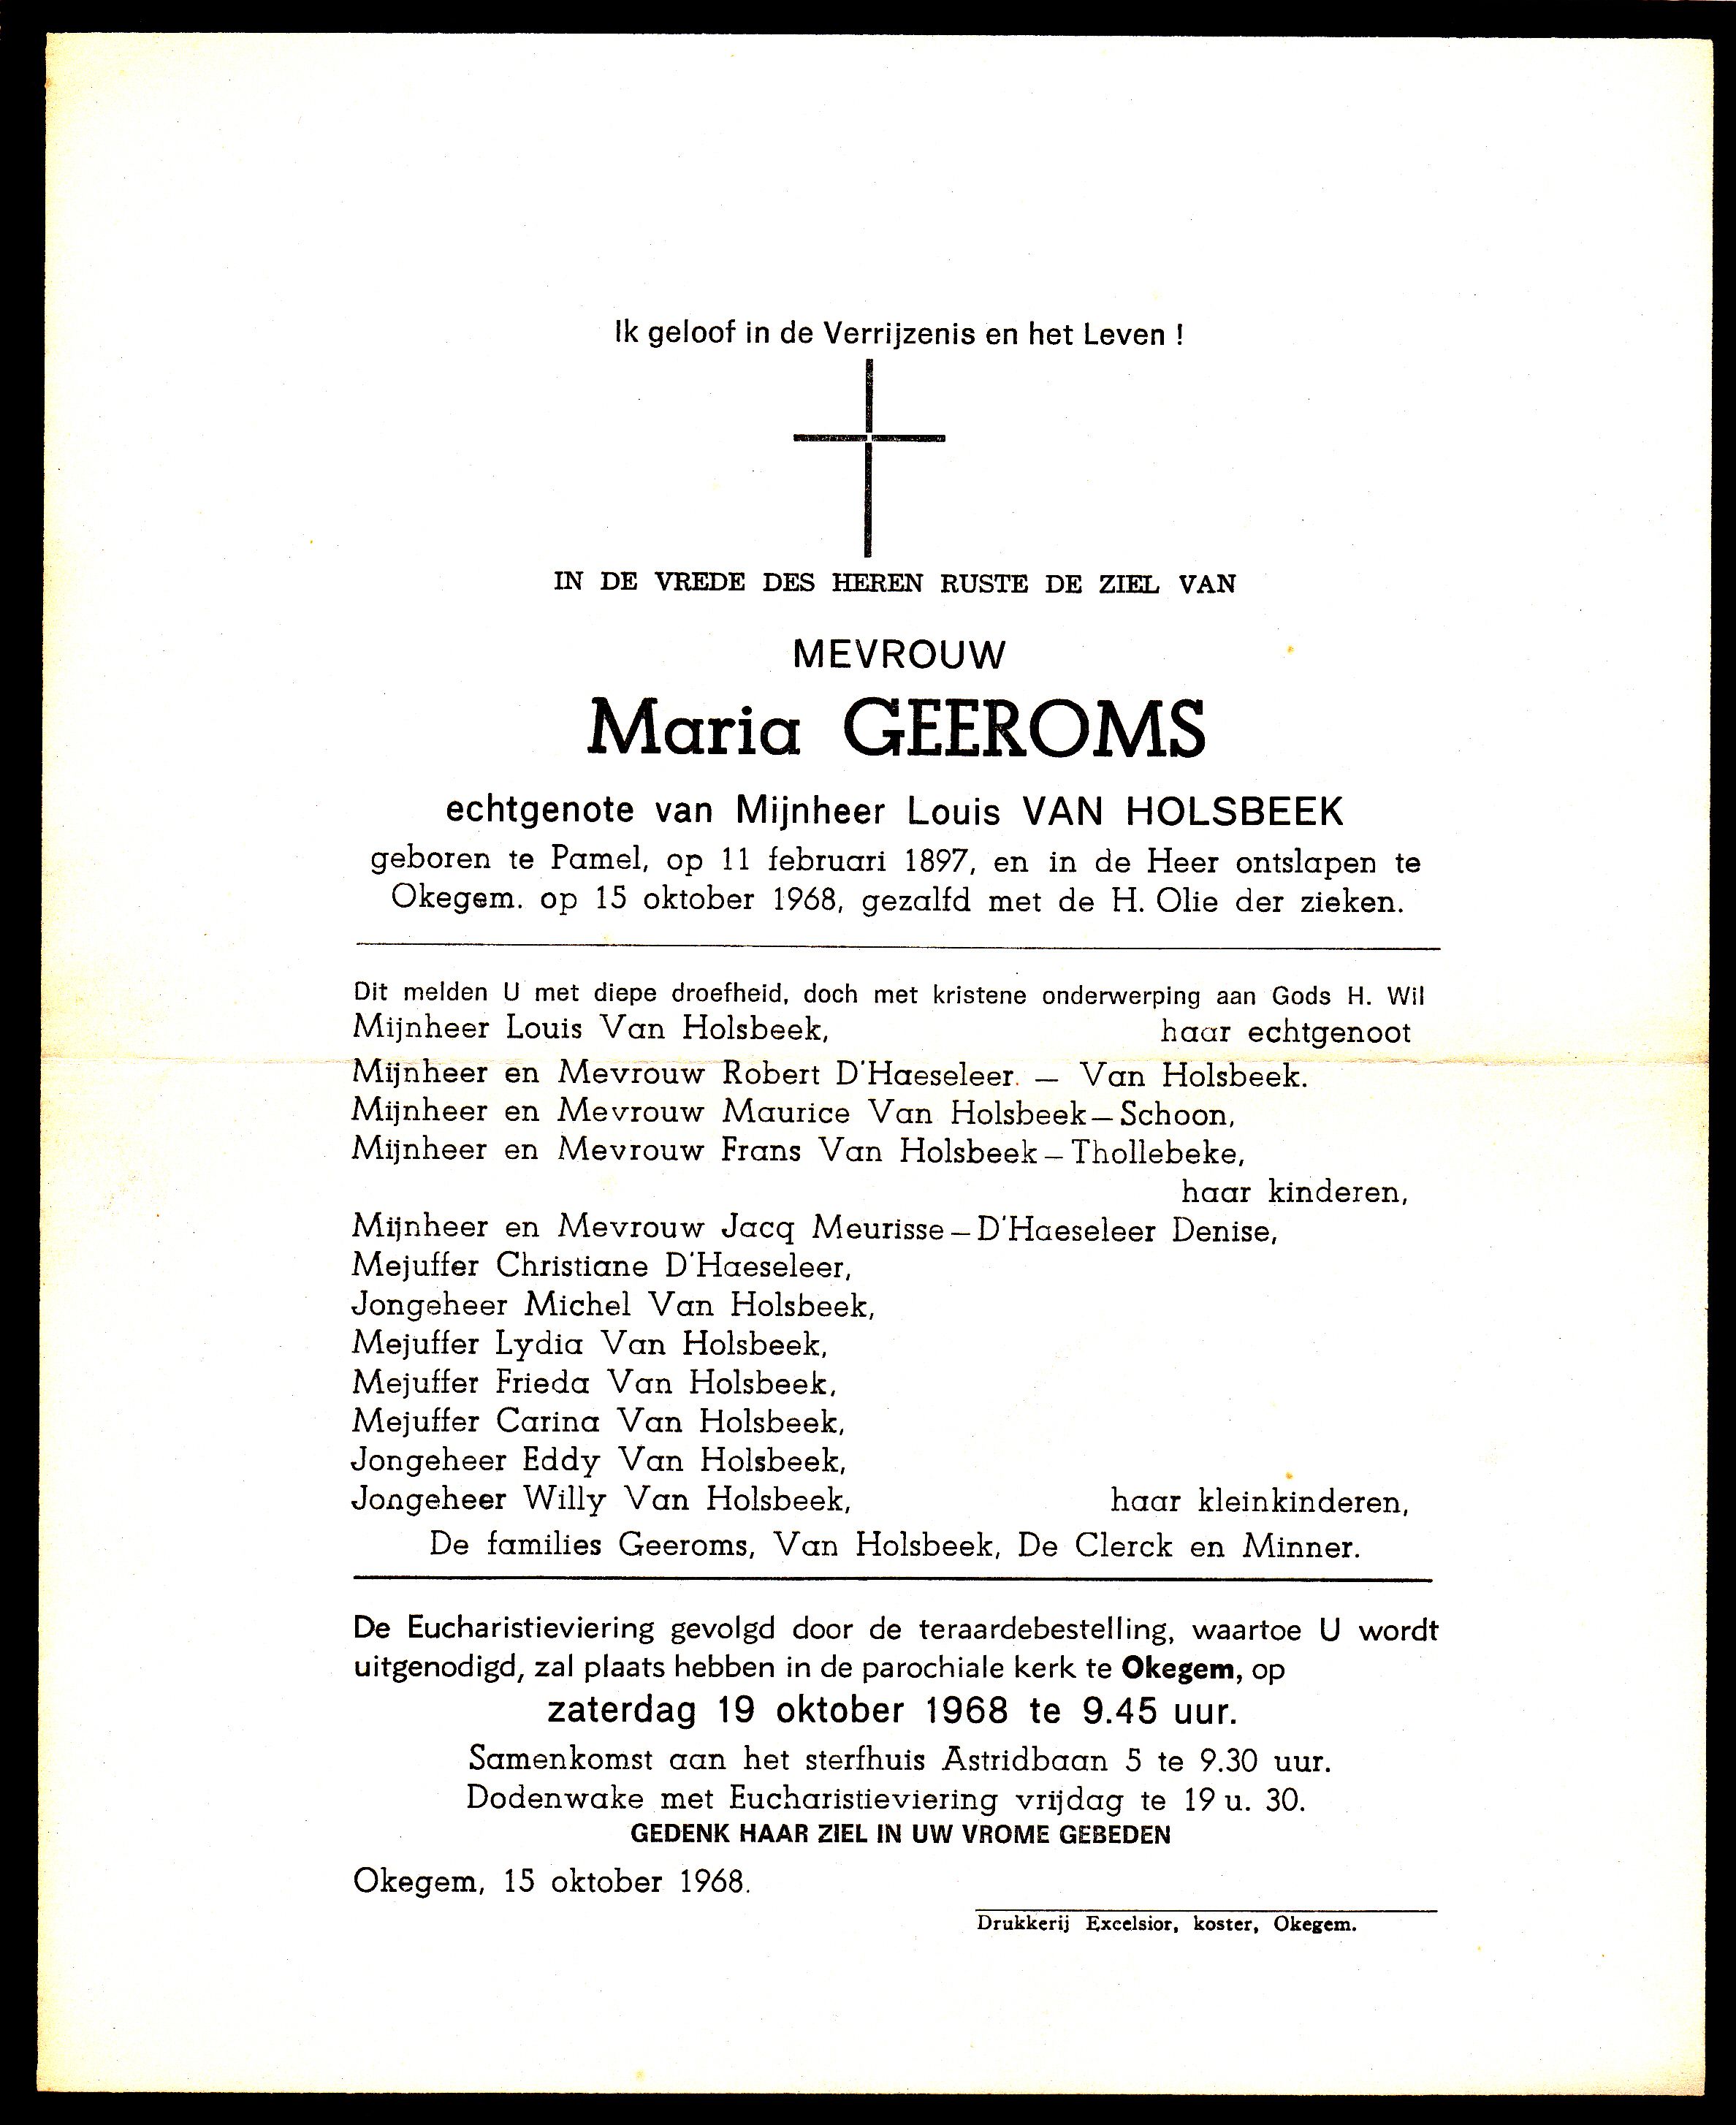 Ik geloof in de Verrijzenis en het Leven !
IN DE VREDE DES HEREN RUSTE DE ZIEL VAN
MEVROUW
Maria GEEROMS
echtgenote van Mijnheer Louis VAN HOLSBEEK
geboren te Pamel, op 11 februari 1897, en in de Heer ontslapen te
Okegem. op 15 oktober 1968, gezalfd met de H. Olie der zieken.
Dit melden U met diepe droefheid, doch met kristene onderwerping aan Gods H. Wil
Mijnheer Louis Van Holsbeek, haar echtgenoot
Mijnheer en Mevrouw Robert D'Haeseleer. — Van Holsbeek.
Mijnheer en Mevrouw Maurice Van Holsbeek – Schoon,
Mijnheer en Mevrouw Frans Van Holsbeek – Thollebeke,
haar kinderen,
Mijnheer en Mevrouw Jacq Meurisse – D'Haeseleer Denise,
Mejuffer Christiane D'Haeseleer,
Jongeheer Michel Van Holsbeek,
Mejuffer Lydia Van Holsbeek,
Mejuffer Frieda Van Holsbeek,
Mejuffer Carina Van Holsbeek,
Jongeheer Eddy Van Holsbeek,
Jongeheer Willy Van Holsbeek, haar kleinkinderen,
De families Geeroms, Van Holsbeek, De Clerck en Minner.
De Eucharistieviering gevolgd door de teraardebestelling, waartoe U wordt
uitgenodigd, zal plaats hebben in de parochiale kerk te Okegem, op
zaterdag 19 oktober 1968 te 9.45 uur.
Samenkomst aan het sterfhuis Astridbaan 5 te 9.30 uur.
Dodenwake met Eucharistieviering vrijdag te 19 u. 30.
GEDENK HAAR ZIEL IN UW VROME GEBEDEN
Okegem, 15 oktober 1968.
Drukkerij Excelsior, koster, Okegem.